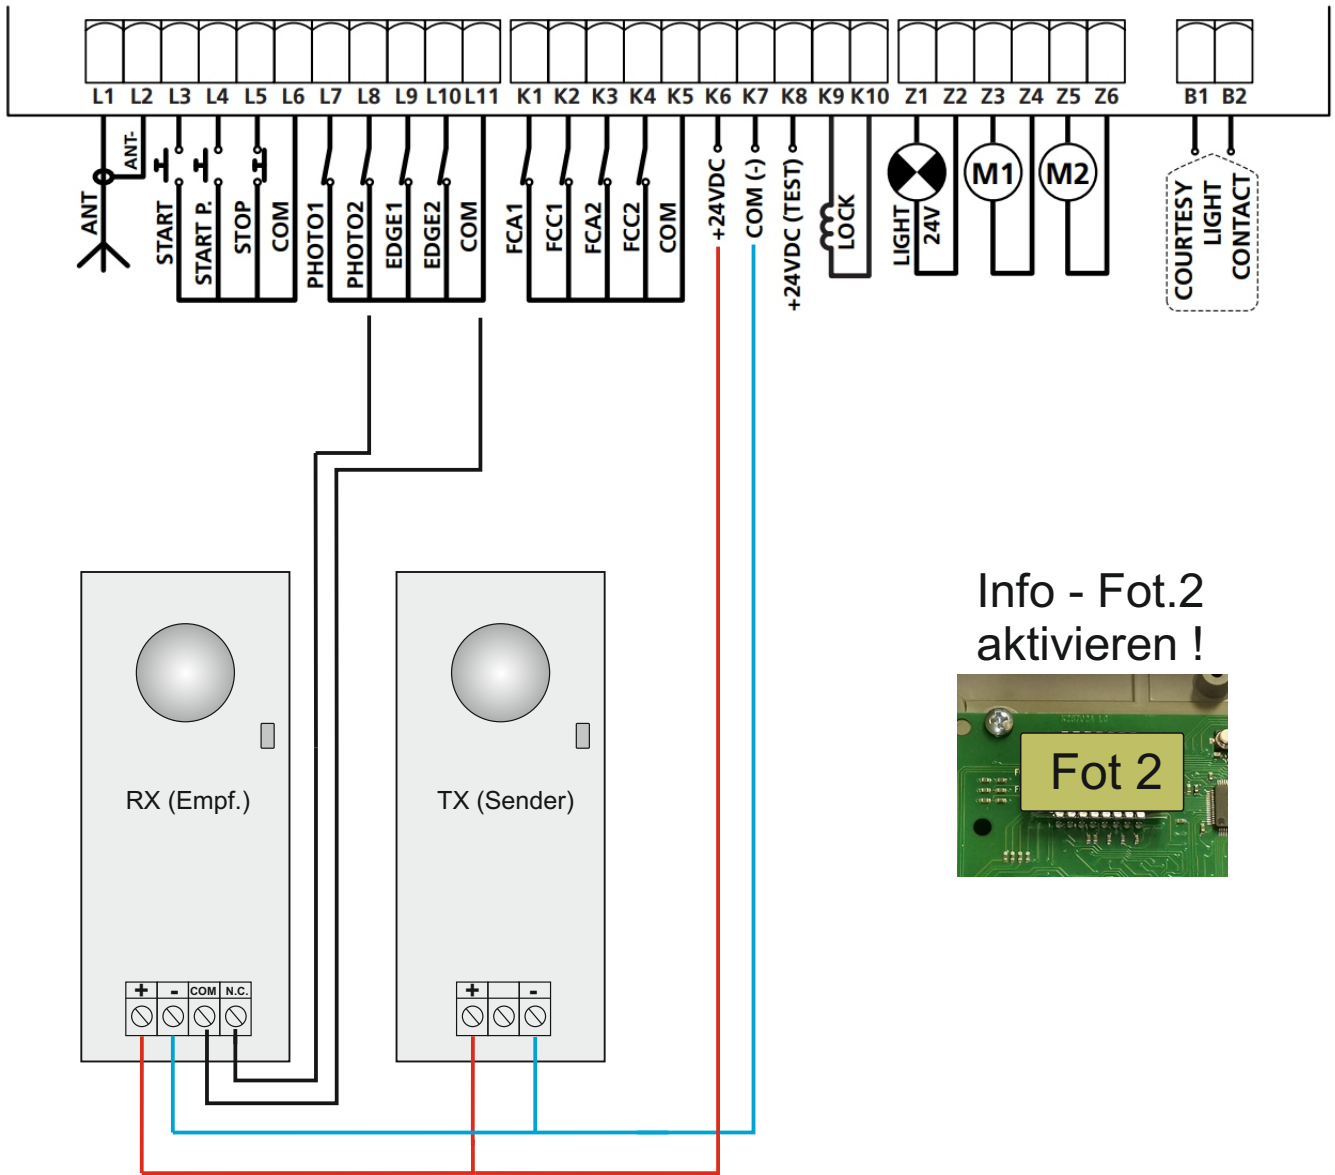 L1 L2 L3 L4 L5 L6 L7 L8 L9 L10 L11 K1 K2 K3 K4 K5 K6 K7 K8 K9 K10 Z1 Z2 Z3 Z4 Z5 Z6 B1 B2
ANT
ANT-
START
START P.
STOP
COM
PHOTO1
PHOTO2
EDGE1
EDGE2
COM
FCA1
FCC1
FCA2
FCC2
COM
+24VDC
COM (-)
+24VDC (TEST)
LOCK
LIGHT
24V
M1
M2
COURTESY
LIGHT
CONTACT
Info - Fot.2
aktivieren !
Fot 2
RX (Empf.)
TX (Sender)
+ - COM N.C.
+ -